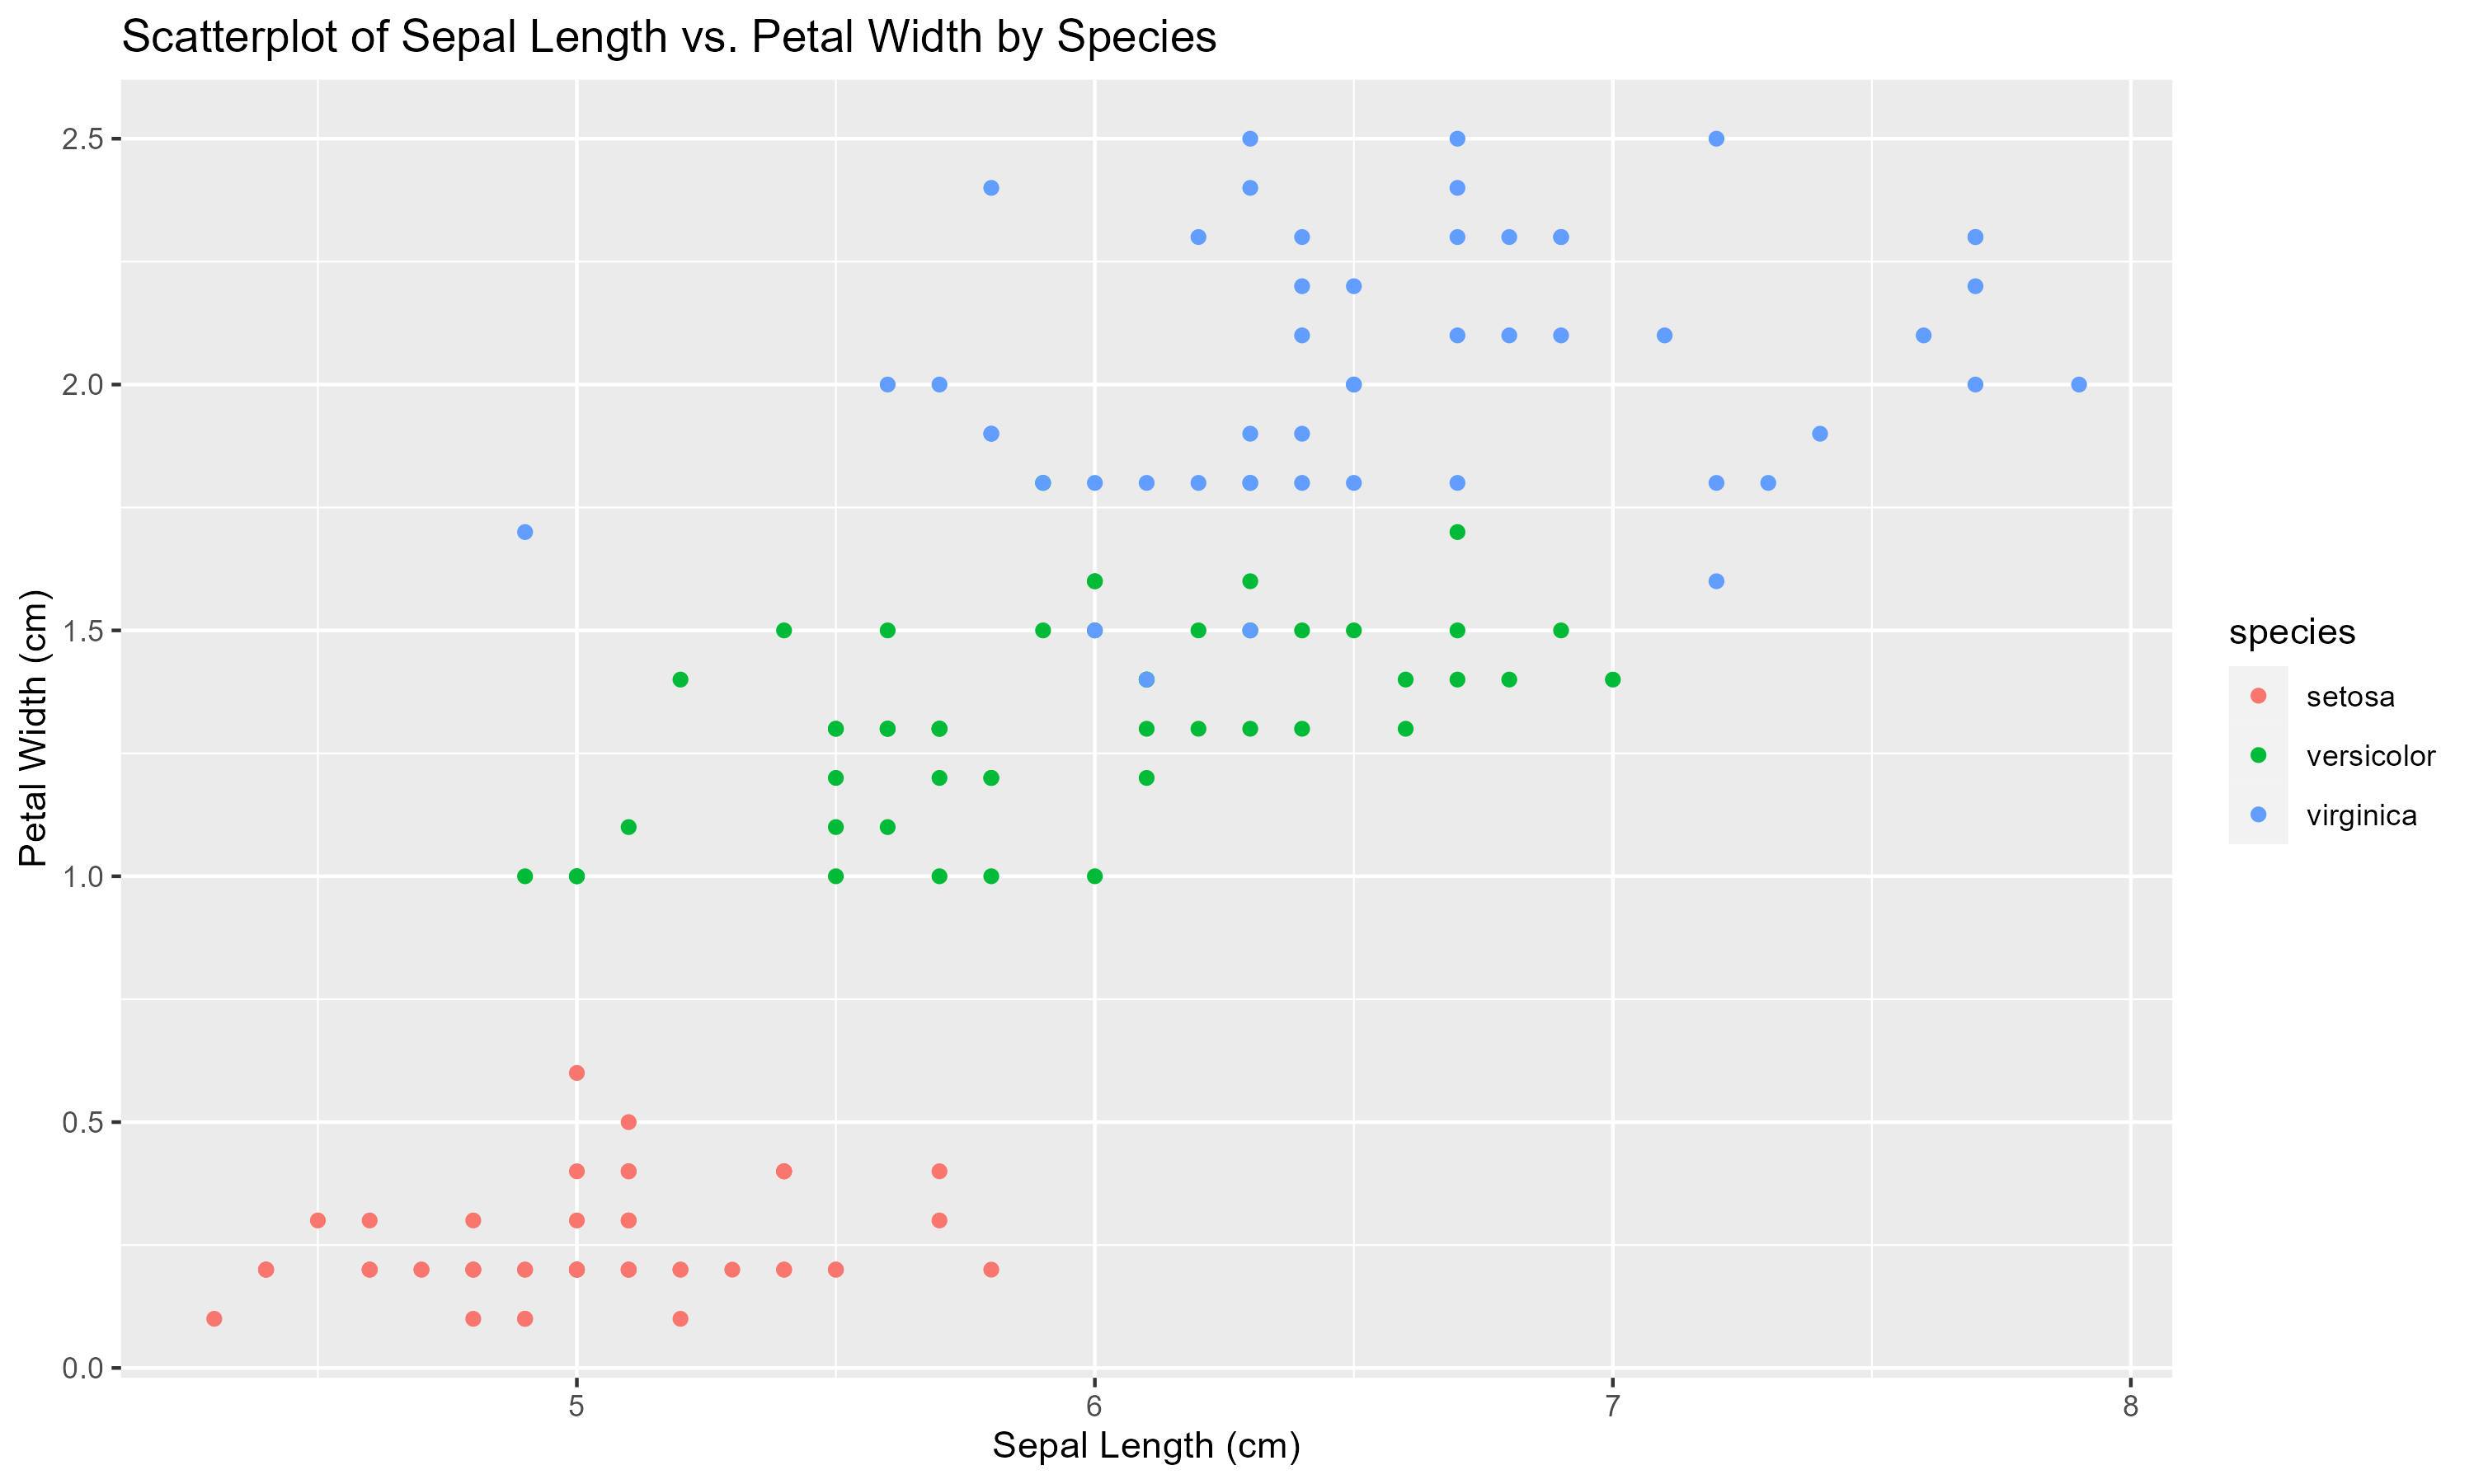 Scatterplot of Sepal Length vs. Petal Width by Species
Petal Width (cm)
2.5
2.0
1.5
1.0
0.5
0.0
5 6 7 8
Sepal Length (cm)
species
setosa
versicolor
virginica